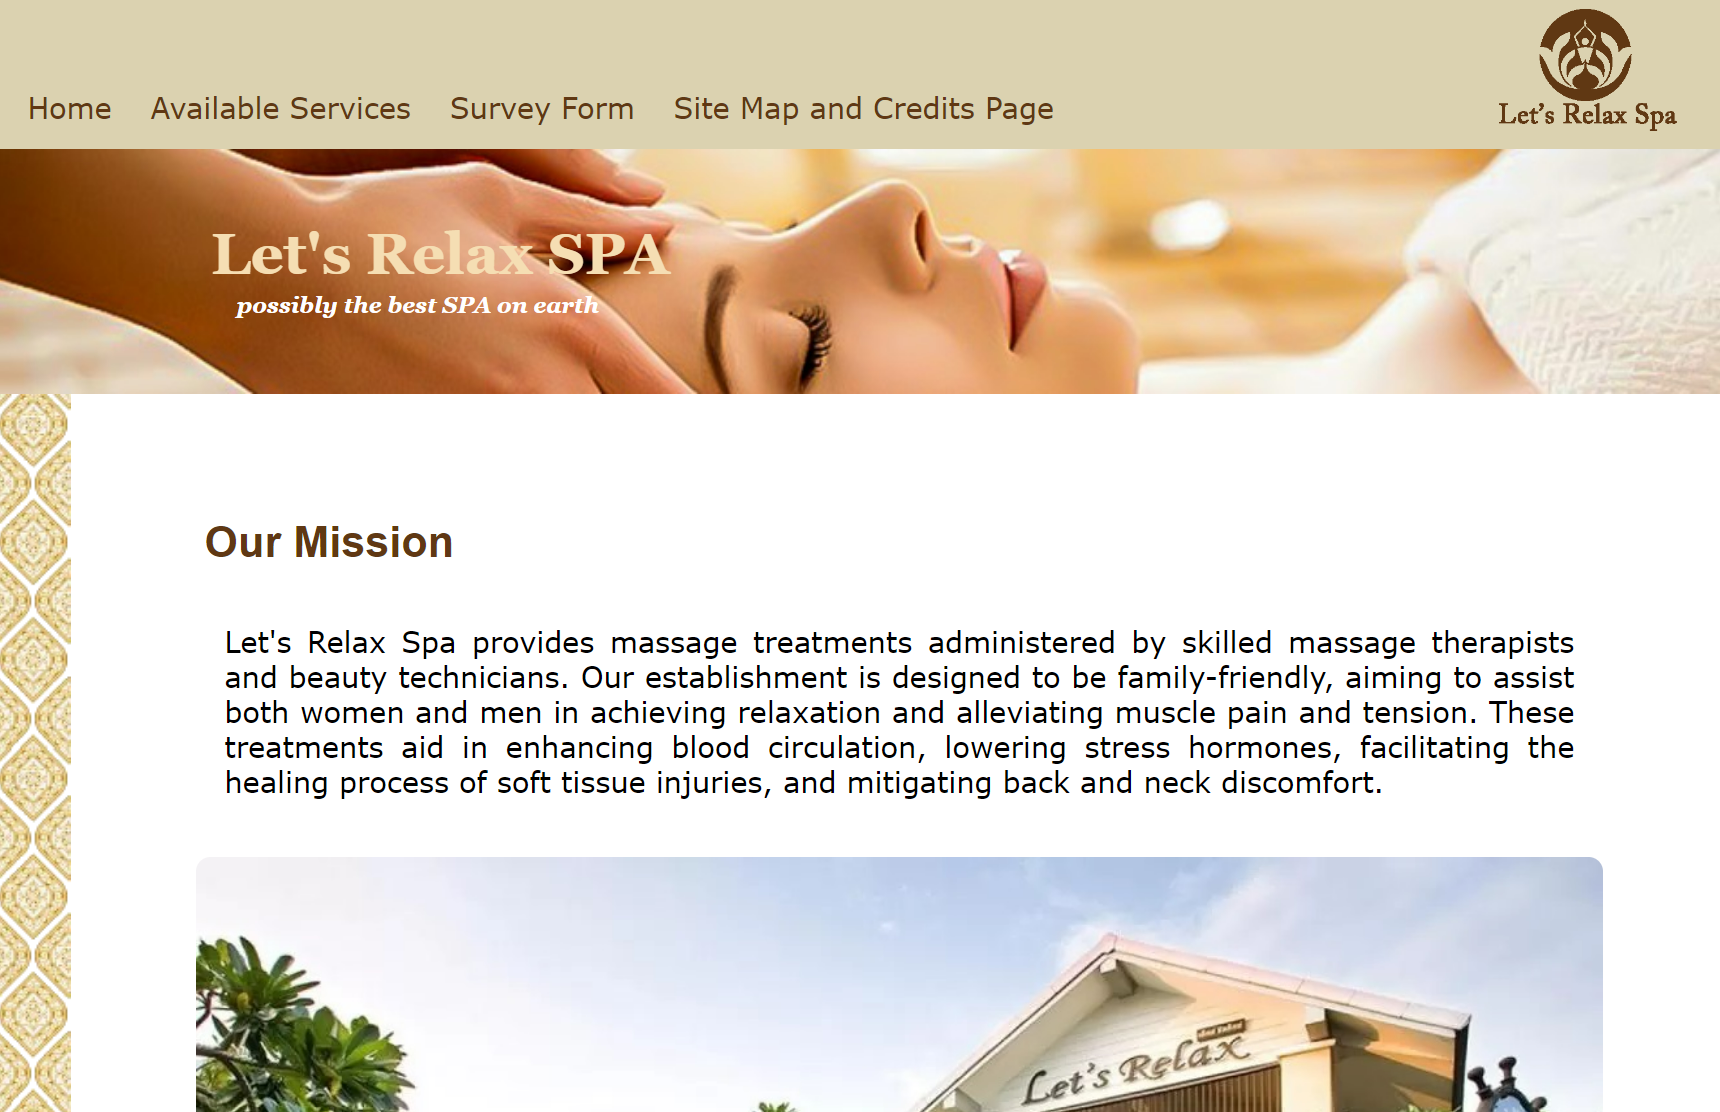 Home Available Services Survey Form Site Map and Credits Page
Let's Relax Spa
Let's Relax SPA
possibly the best SPA on earth
Our Mission
Let's Relax Spa provides massage treatments administered by skilled massage therapists
and beauty technicians. Our establishment is designed to be family-friendly, aiming to assist
both women and men in achieving relaxation and alleviating muscle pain and tension. These
treatments aid in enhancing blood circulation, lowering stress hormones, facilitating the
healing process of soft tissue injuries, and mitigating back and neck discomfort.
Let's Relax